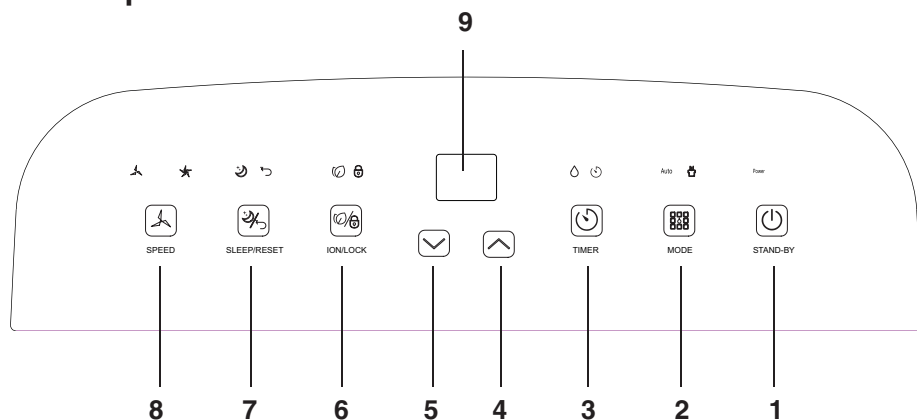 9
Auto
Power
SPEED
SLEEP/RESET
ION/LOCK
TIMER
MODE
STAND-BY
8 7 6 5 4 3 2 1